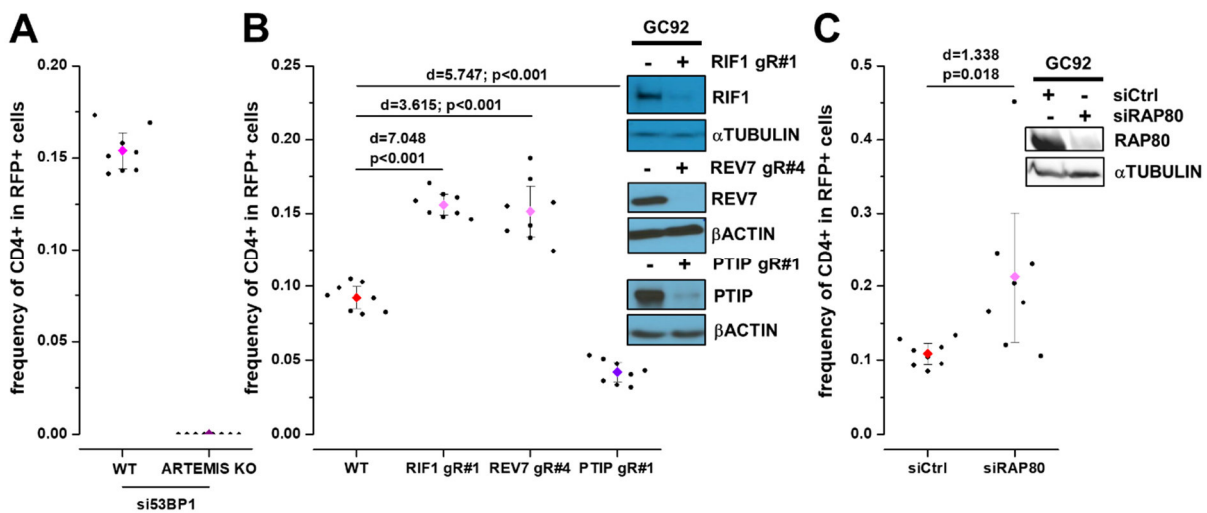 A
frequency of CD4+ in RFP+ cells
0.20
0.15
0.10
0.05
0.00
WT
ARTEMIS KO
si53BP1
B
frequency of CD4+ in RFP+ cells
0.25
0.20
0.15
0.10
0.05
0.00
d=5.747; p<0.001
d=3.615; p<0.001
d=7.048
p<0.001
WT
RIF1 gR#1
REV7 gR#4
PTIP gR#1
GC92
- + RIF1 gR#1
RIF1
αTUBULIN
- + REV7 gR#4
REV7
βACTIN
- + PTIP gR#1
PTIP
βACTIN
C
frequency of CD4+ in RFP+ cells
0.5
0.4
0.3
0.2
0.1
0.0
d=1.338
p=0.018
siCtrl
siRAP80
GC92
+ - siCtrl
- + siRAP80
RAP80
αTUBULIN